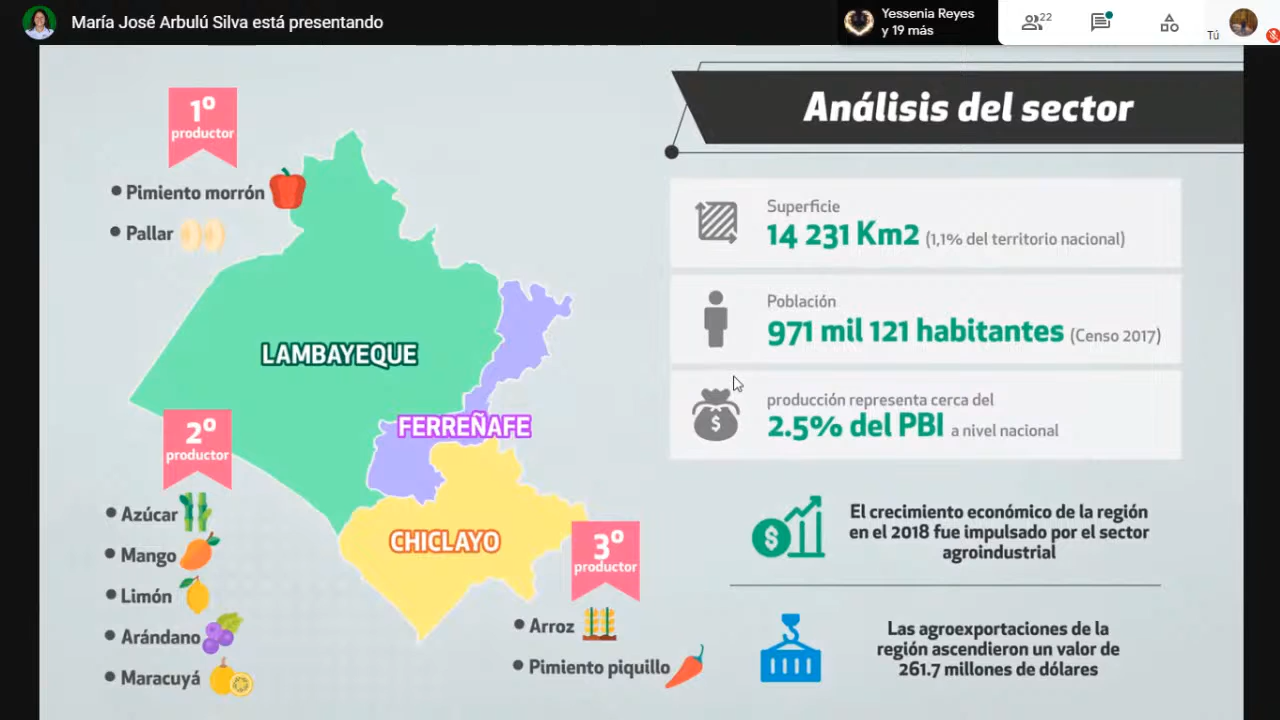 María José Arbulú Silva está presentando
Yessenia Reyes
y 19 más
22
Tú
1º
productor
• Pimiento morrón
• Pallar
LAMBAYEQUE
FERREÑAFE
CHICLAYO
2º
productor
• Azúcar
• Mango
• Limón
• Arándano
• Maracuyá
3º
productor
• Arroz
• Pimiento piquillo
Análisis del sector
Superficie
14 231 Km2 (1,1% del territorio nacional)
Población
971 mil 121 habitantes (Censo 2017)
$
producción representa cerca del
2.5% del PBI a nivel nacional
$
El crecimiento económico de la región
en el 2018 fue impulsado por el sector
agroindustrial
Las agroexportaciones de la
región ascendieron un valor de
261.7 millones de dólares